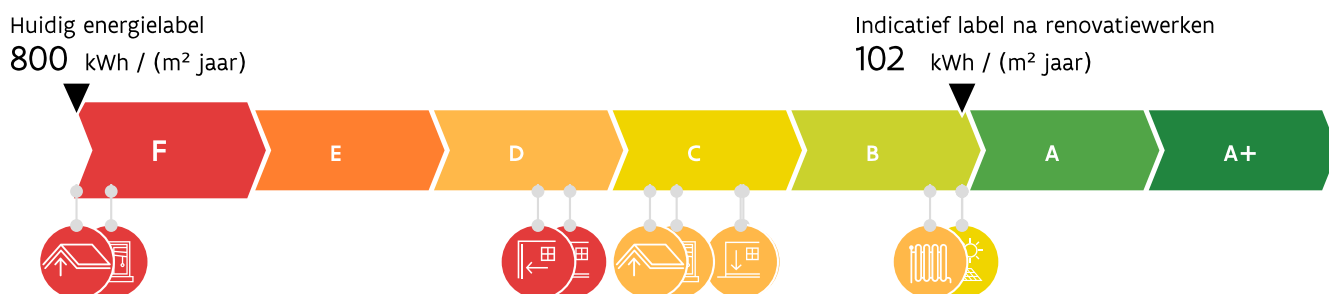 Huidig energielabel
800 kWh / (m² jaar)
Indicatief label na renovatiewerken
102 kWh / (m² jaar)
F E D C B A A+